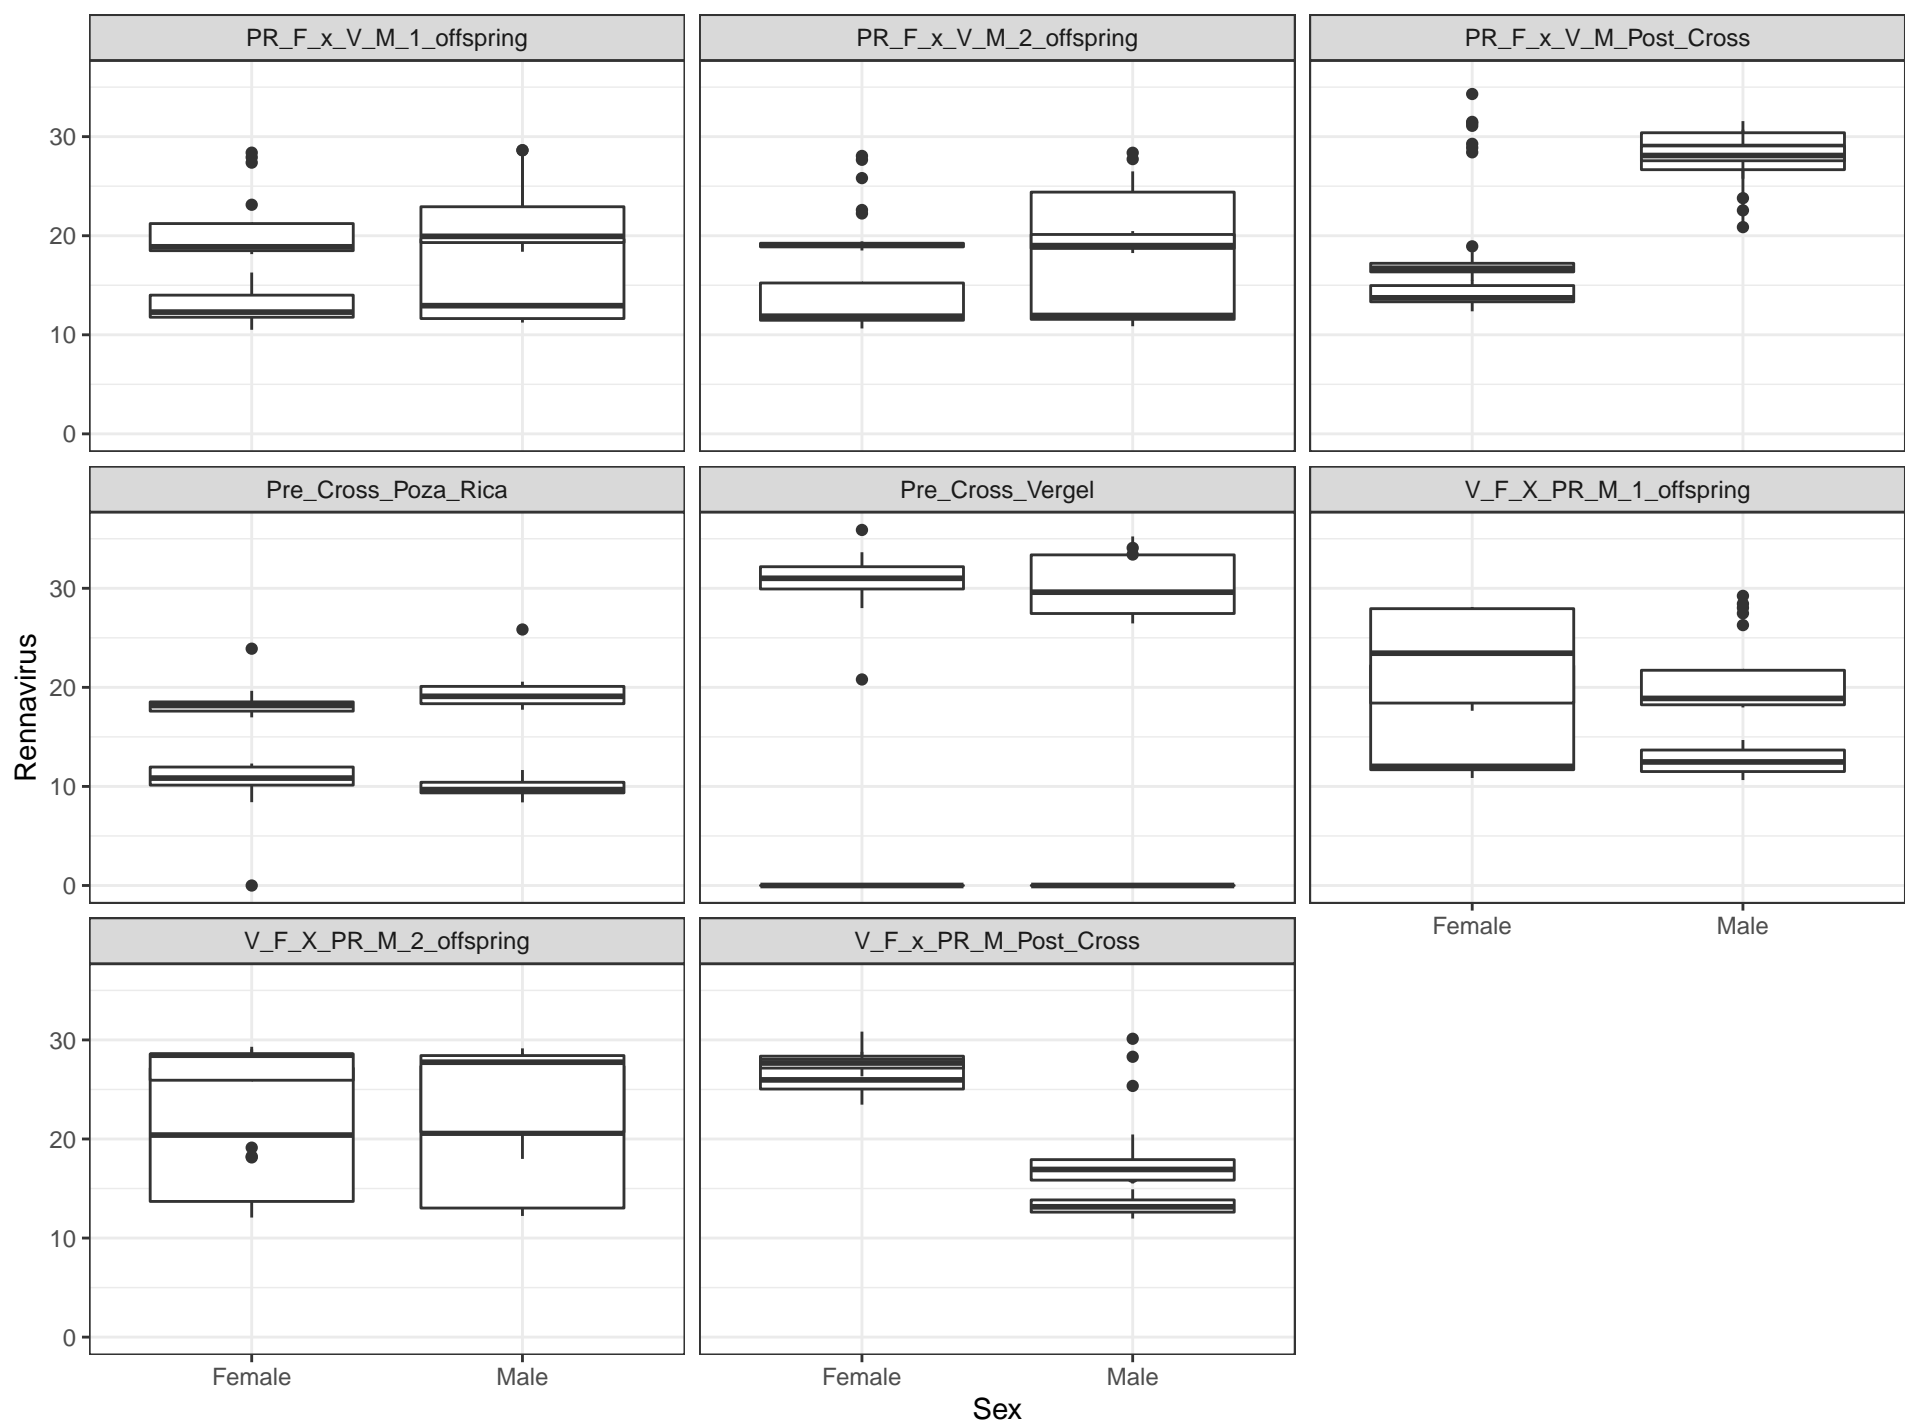 PR_F_x_V_M_1_offspring
PR_F_x_V_M_2_offspring
PR_F_x_V_M_Post_Cross
30
20
10
0
Pre_Cross_Poza_Rica
Pre_Cross_Vergel
V_F_X_PR_M_1_offspring
30
20
10
0
Rennavirus
Female
Male
V_F_X_PR_M_2_offspring
V_F_x_PR_M_Post_Cross
30
20
10
0
Female
Male
Female
Male
Sex